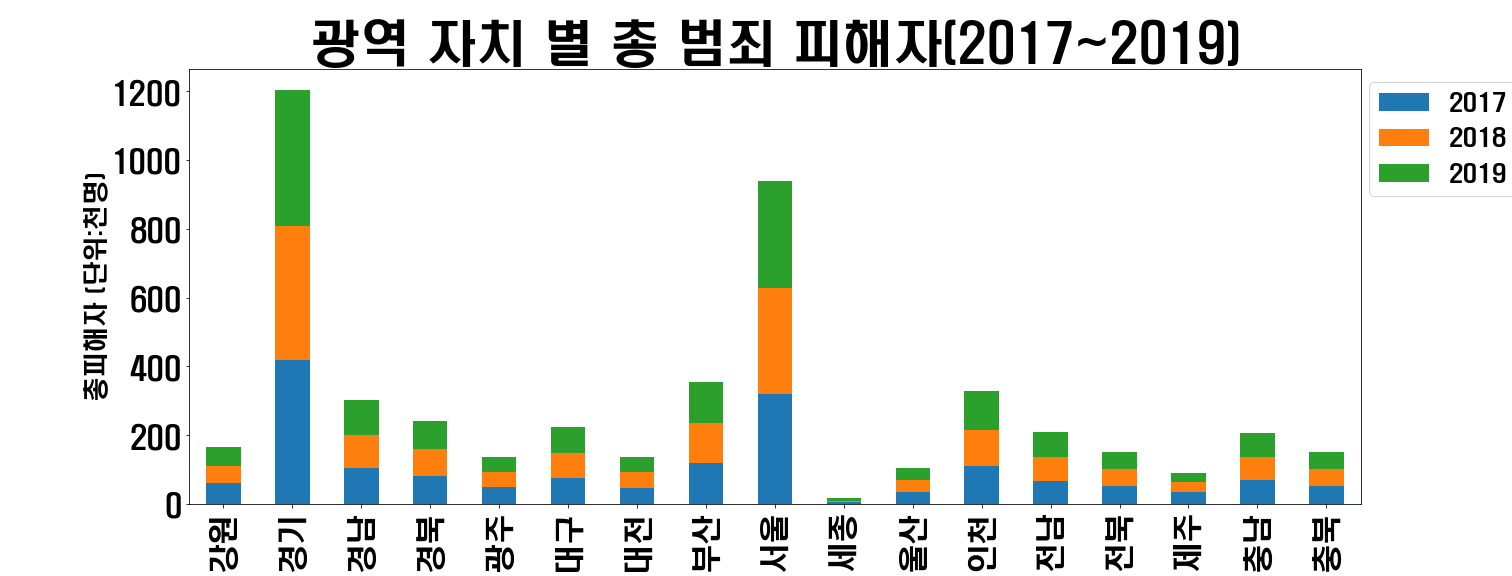 광역 자치 별 총 범죄 피해자(2017~2019)
총피해자 (단위:천명)
1200
1000
800
600
400
200
0
강원
경기
경남
경북
광주
대구
대전
부산
서울
세종
울산
인천
전남
전북
제주
충남
충북
2017
2018
2019